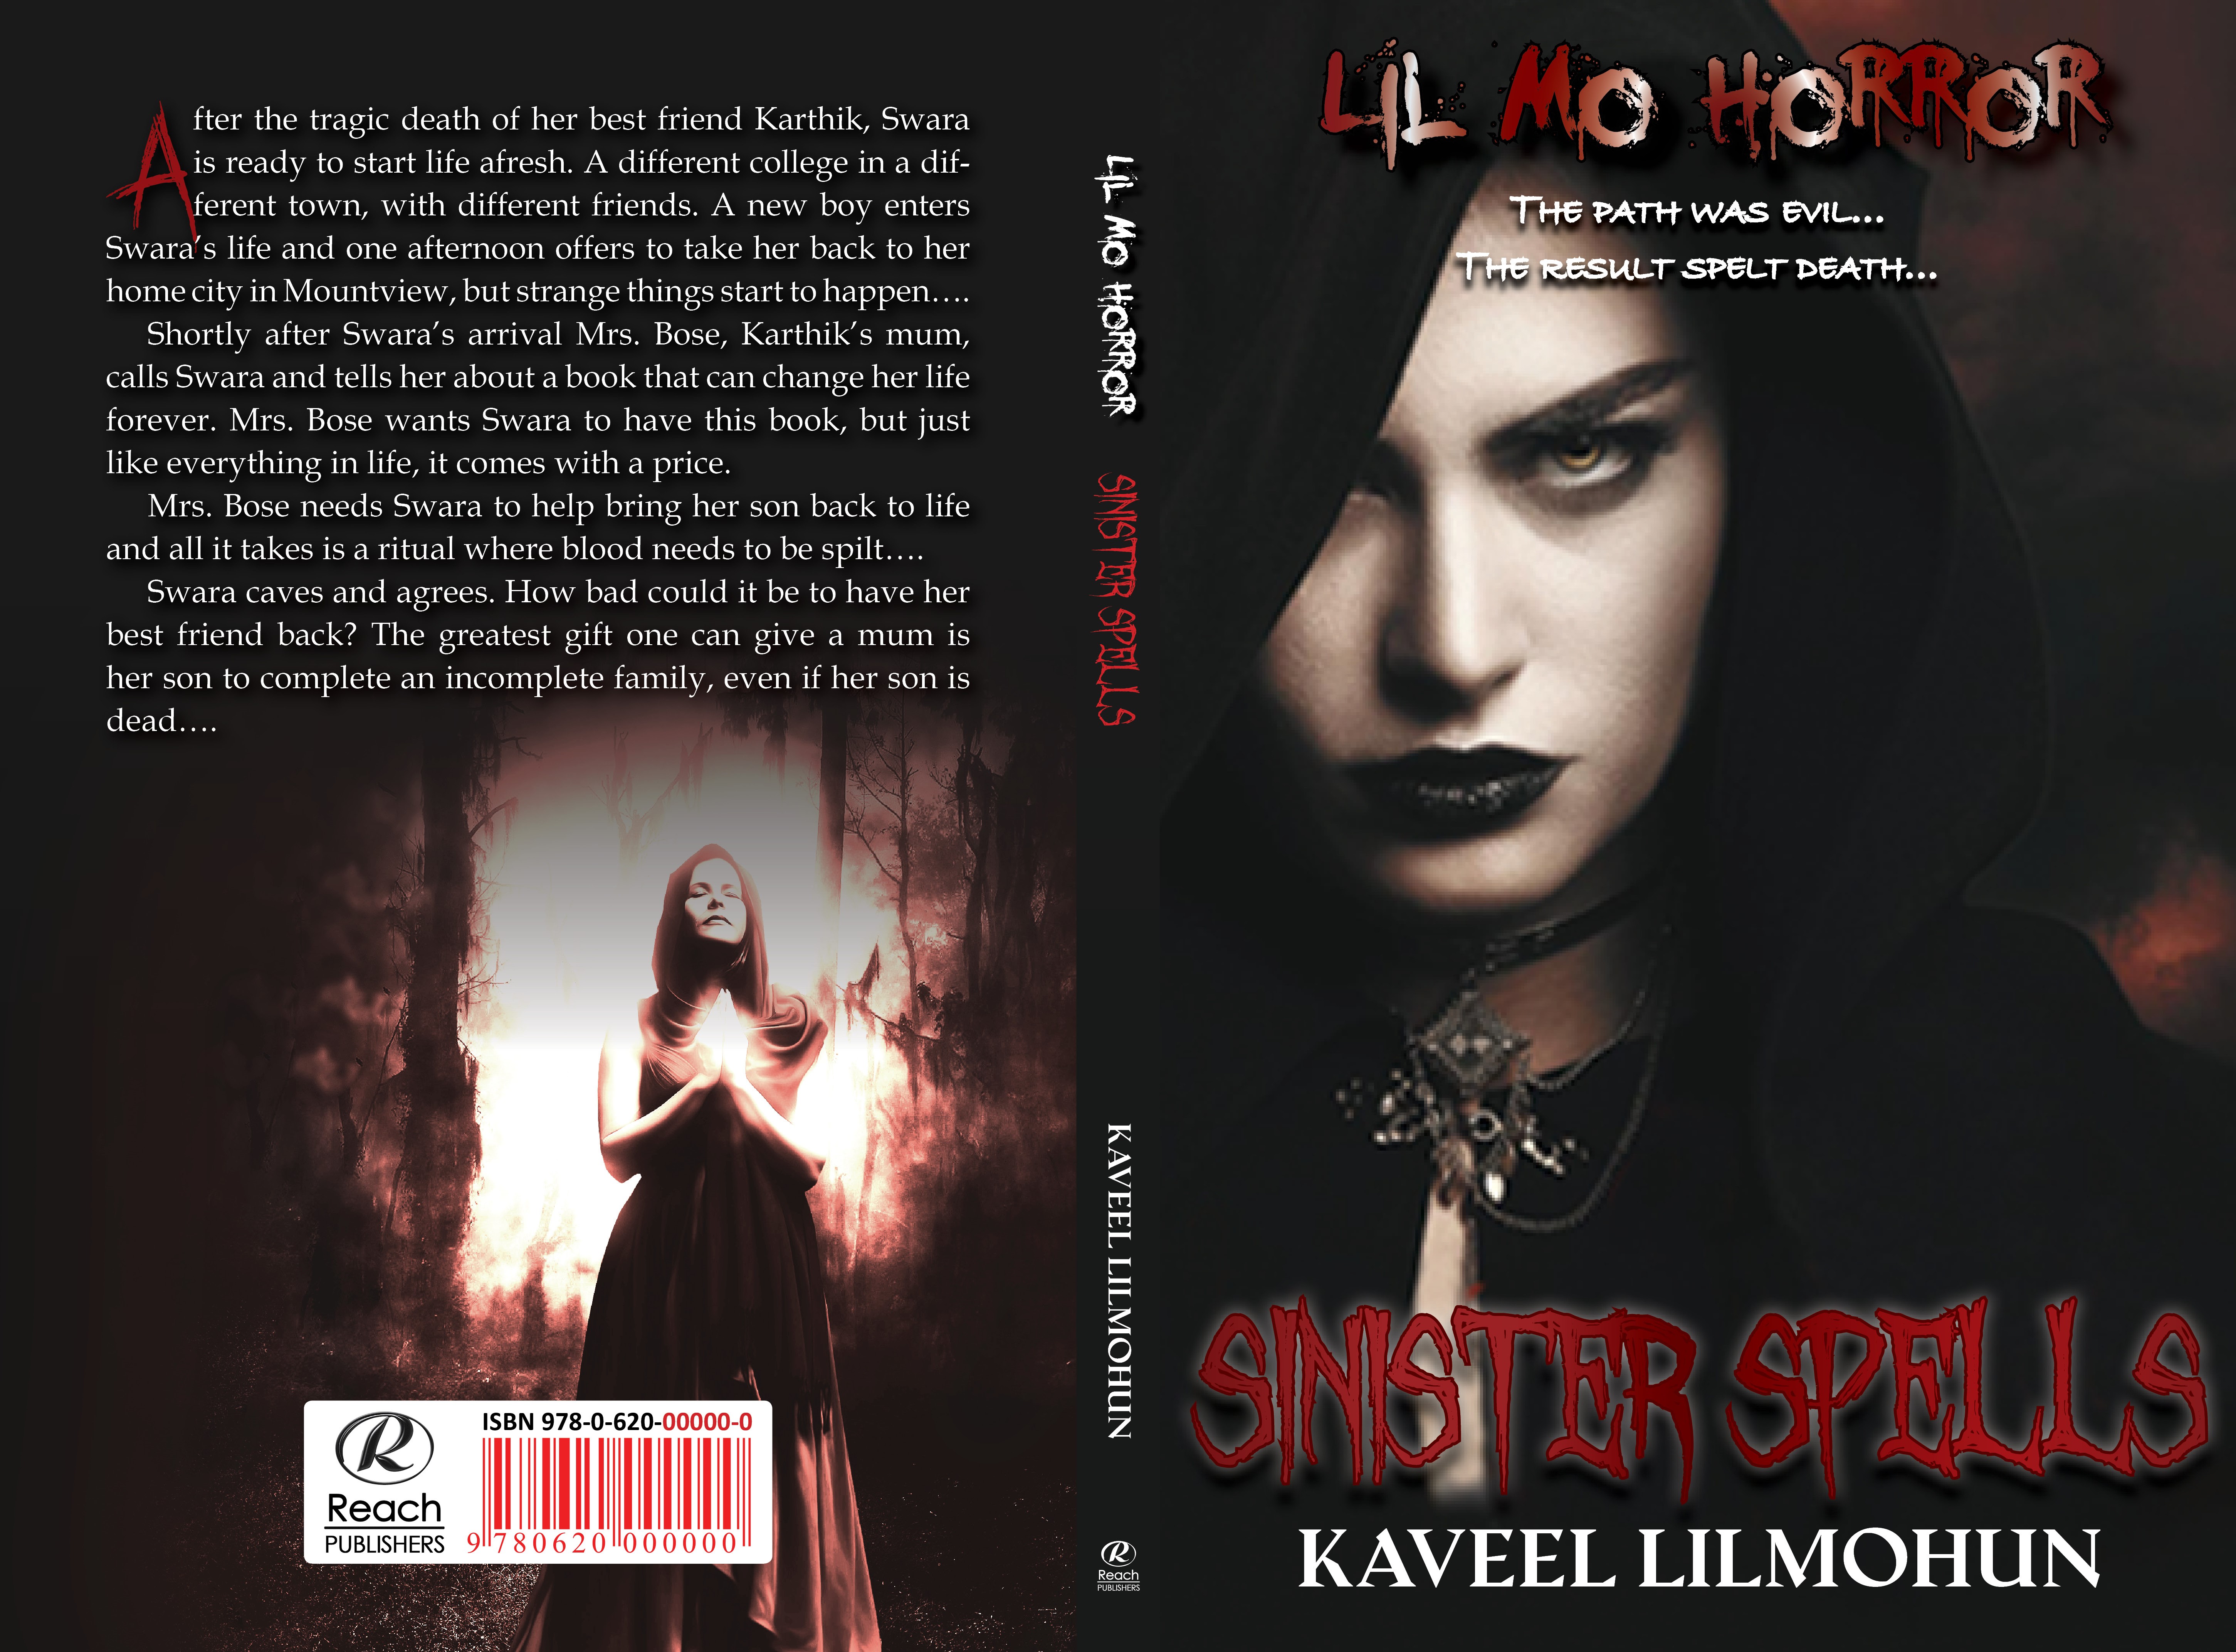 After the tragic death of her best friend Karthik, Swara
is ready to start life afresh. A different college in a dif-
ferent town, with different friends. A new boy enters
Swara's life and one afternoon offers to take her back to her
home city in Mountview, but strange things start to happen….
Shortly after Swara's arrival Mrs. Bose, Karthik's mum,
calls Swara and tells her about a book that can change her life
forever. Mrs. Bose wants Swara to have this book, but just
like everything in life, it comes with a price.
Mrs. Bose needs Swara to help bring her son back to life
and all it takes is a ritual where blood needs to be spilt….
Swara caves and agrees. How bad could it be to have her
best friend back? The greatest gift one can give a mum is
her son to complete an incomplete family, even if her son is
dead….
R
Reach
PUBLISHERS
ISBN 978-0-620-00000-0
9 780620 000000
LIL MO HORROR
SINISTER SPELLS
KAVEEL LILMOHUN
R
Reach
PUBLISHERS
LIL MO HORROR
THE PATH WAS EVIL...
THE RESULT SPELT DEATH...
SINISTER SPELLS
KAVEEL LILMOHUN